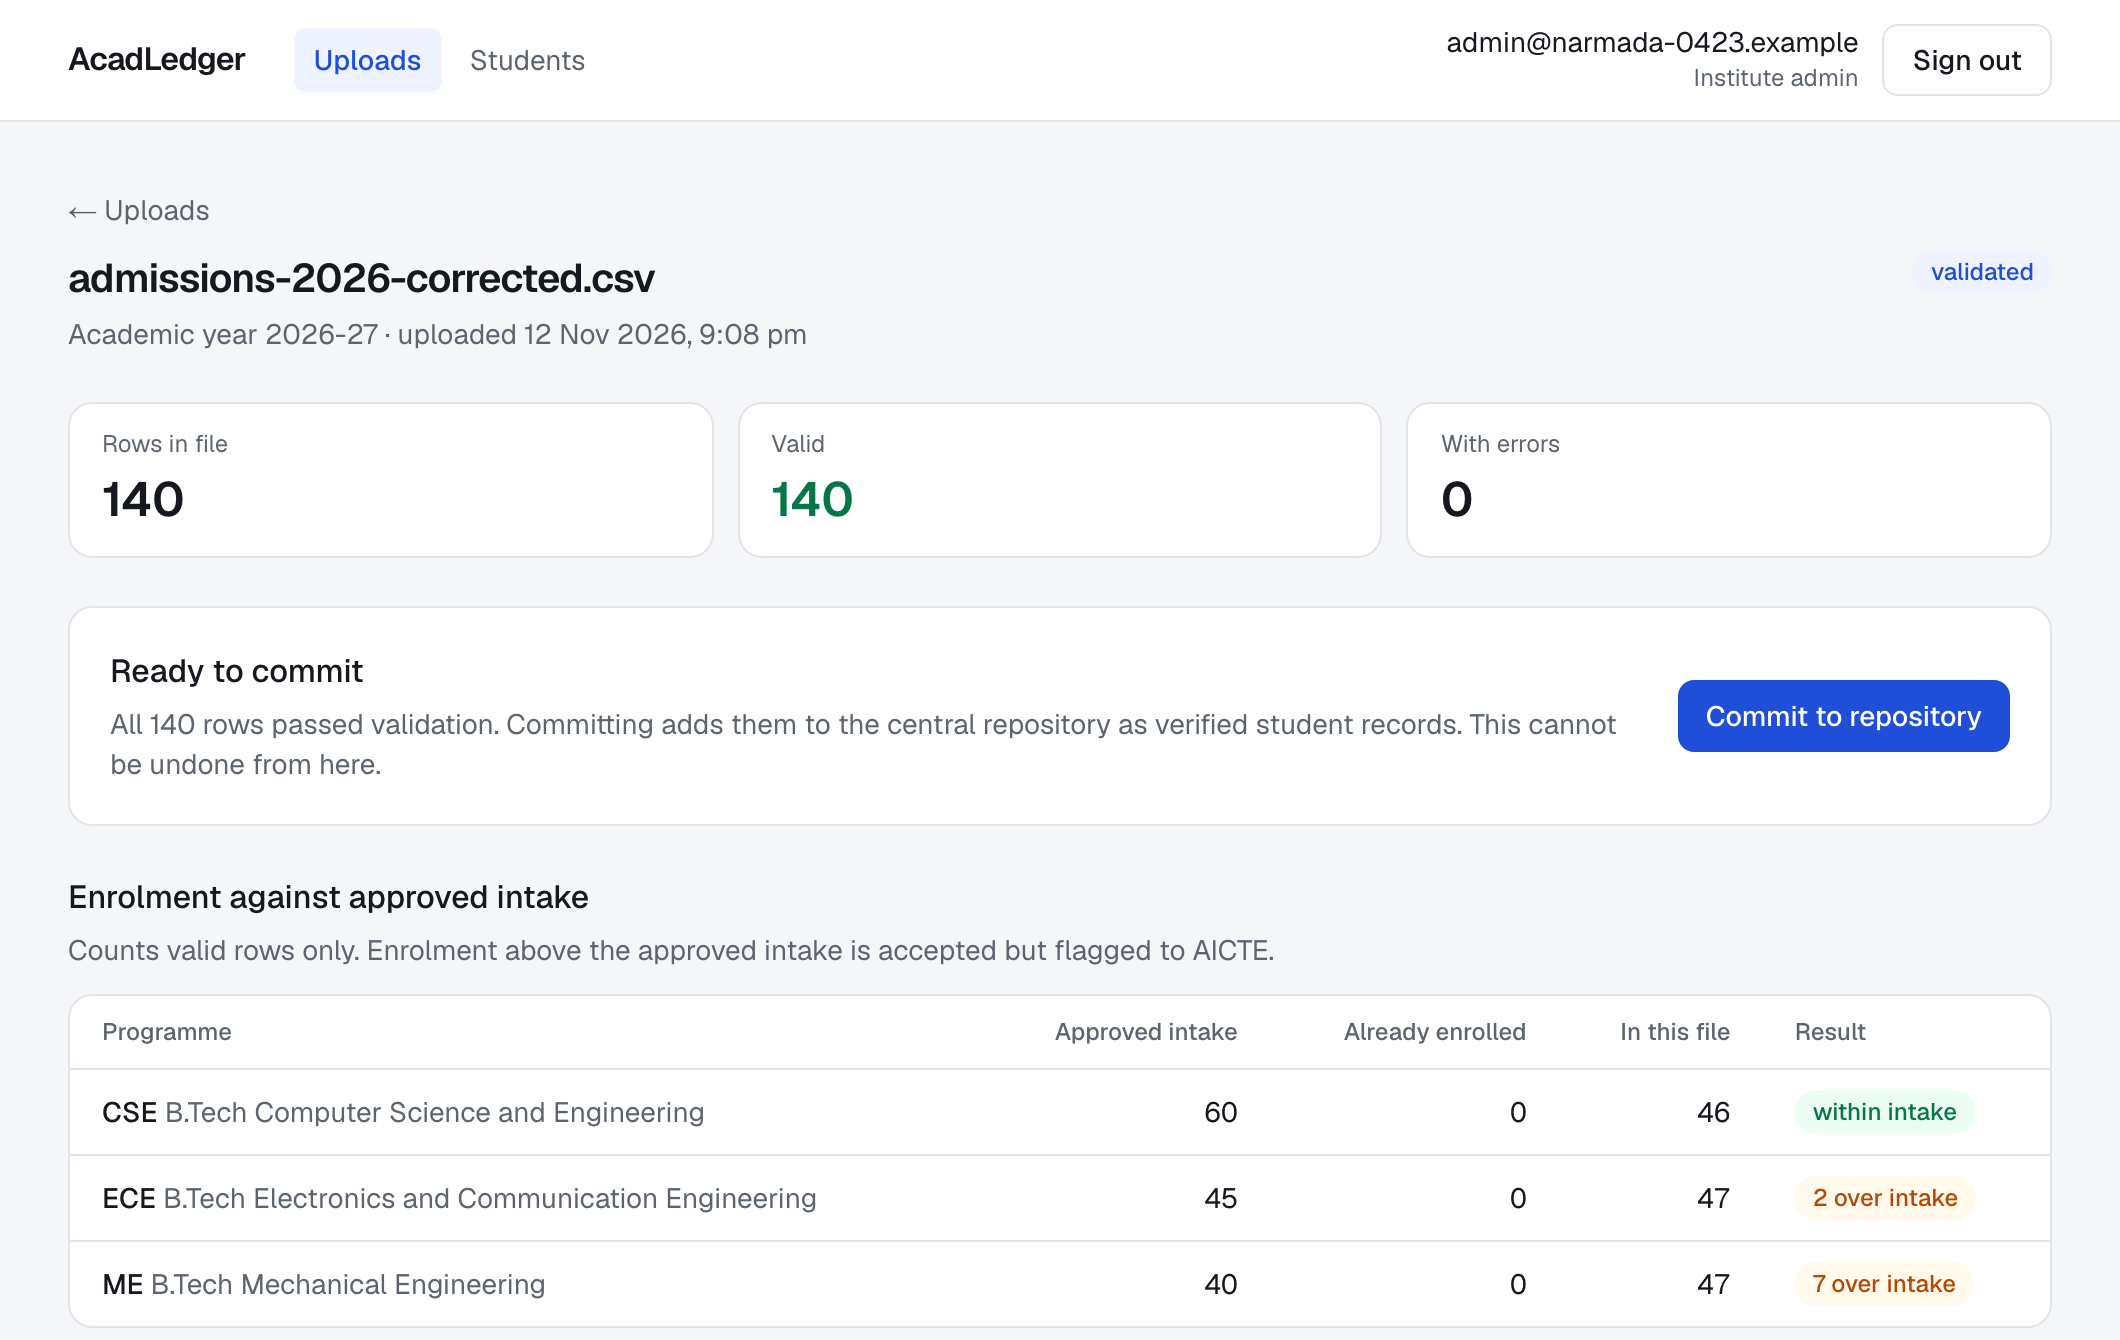 AcadLedger
Uploads
Students
admin@narmada-0423.example
Institute admin
Sign out
← Uploads
admissions-2026-corrected.csv
validated
Academic year 2026-27 · uploaded 12 Nov 2026, 9:08 pm
Rows in file
140
Valid
140
With errors
0
Ready to commit
All 140 rows passed validation. Committing adds them to the central repository as verified student records. This cannot
be undone from here.
Commit to repository
Enrolment against approved intake
Counts valid rows only. Enrolment above the approved intake is accepted but flagged to AICTE.
Programme Approved intake Already enrolled In this file Result
CSE B.Tech Computer Science and Engineering 60 0 46 within intake
ECE B.Tech Electronics and Communication Engineering 45 0 47 2 over intake
ME B.Tech Mechanical Engineering 40 0 47 7 over intake